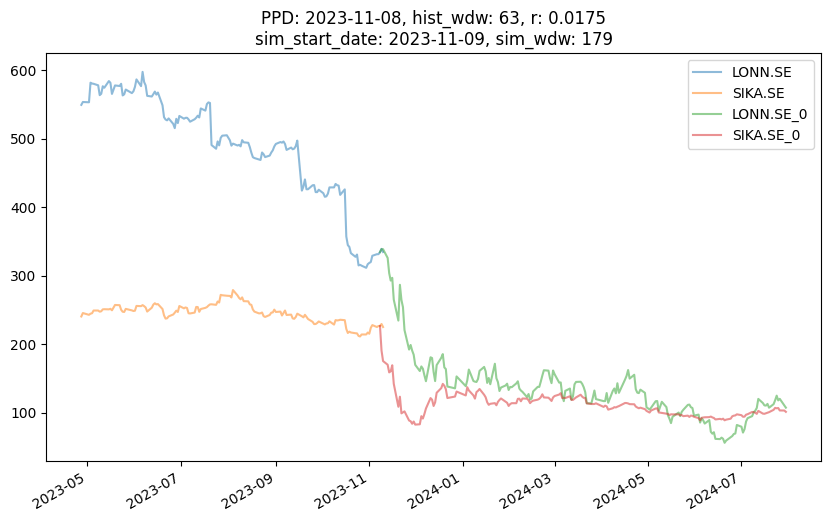 PPD: 2023-11-08, hist_wdw: 63, r: 0.0175
sim_start_date: 2023-11-09, sim_wdw: 179
LONN.SE
SIKA.SE
LONN.SE_0
SIKA.SE_0
600
500
400
300
200
100
2023-05
2023-07
2023-09
2023-11
2024-01
2024-03
2024-05
2024-07